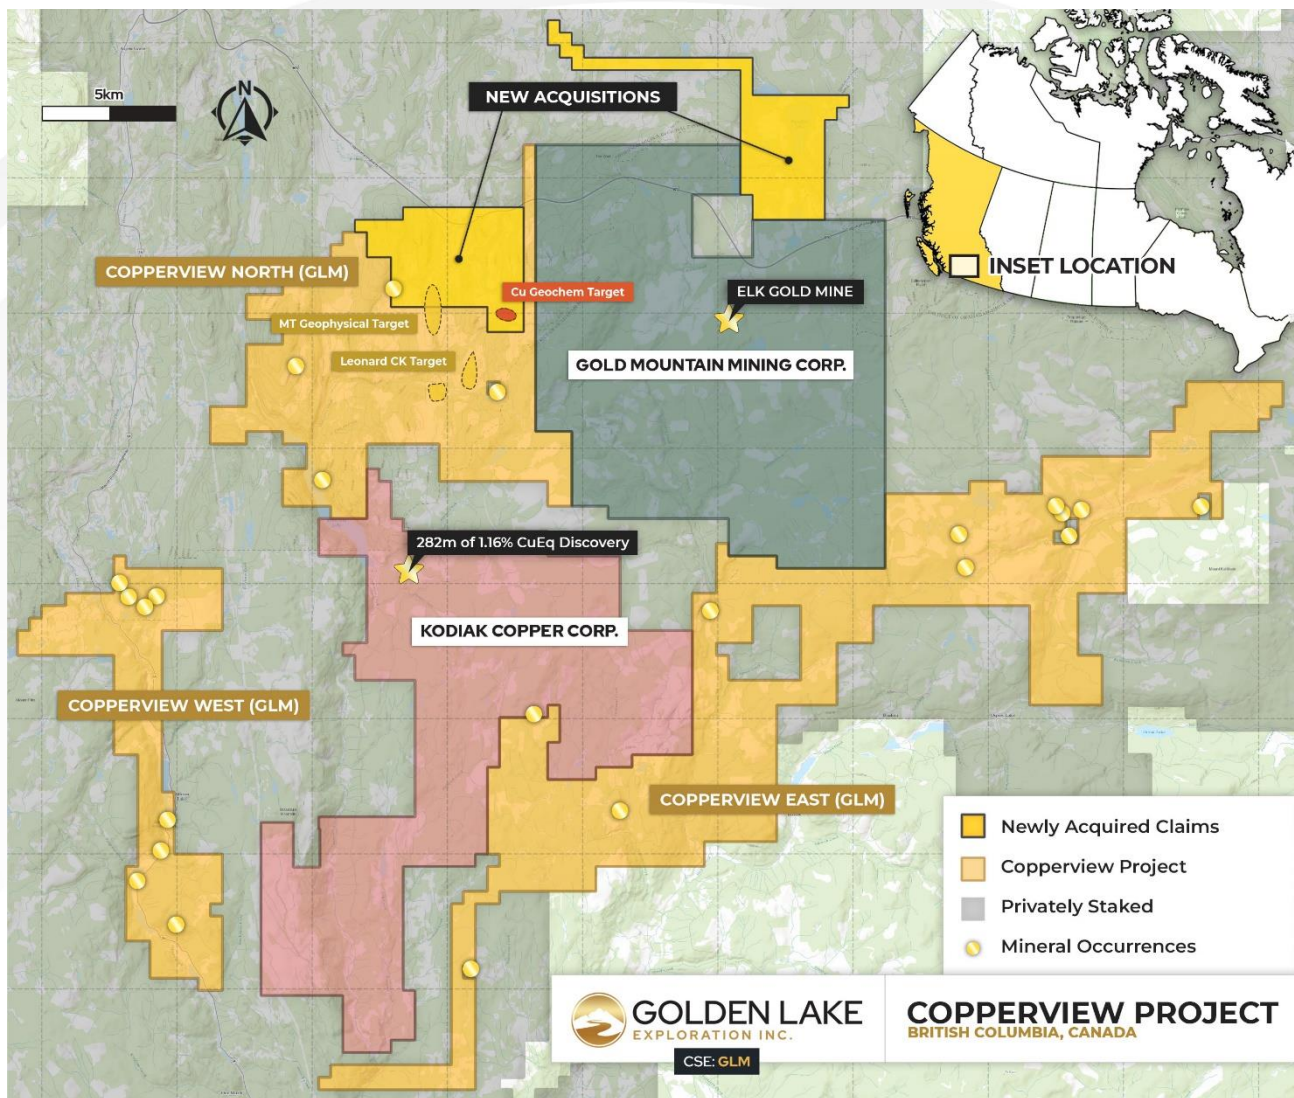 5km
N
NEW ACQUISITIONS
COPPERVIEW NORTH (GLM)
Cu Geochem Target
MT Geophysical Target
Leonard CK Target
ELK GOLD MINE
GOLD MOUNTAIN MINING CORP.
INSET LOCATION
282m of 1.16% CuEq Discovery
KODIAK COPPER CORP.
COPPERVIEW WEST (GLM)
COPPERVIEW EAST (GLM)
Newly Acquired Claims
Copperview Project
Privately Staked
Mineral Occurrences
GOLDEN LAKE
EXPLORATION INC.
CSE: GLM
COPPERVIEW PROJECT
BRITISH COLUMBIA, CANADA